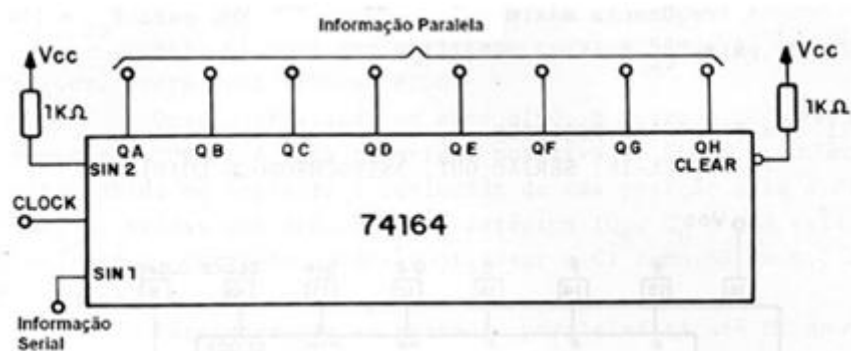 Informação Paralela
Vcc
Vcc
1KΩ
1KΩ
QA QB QC QD QE QF QG QH
SIN 2
CLEAR
CLOCK
74164
SIN 1
Informação
Serial